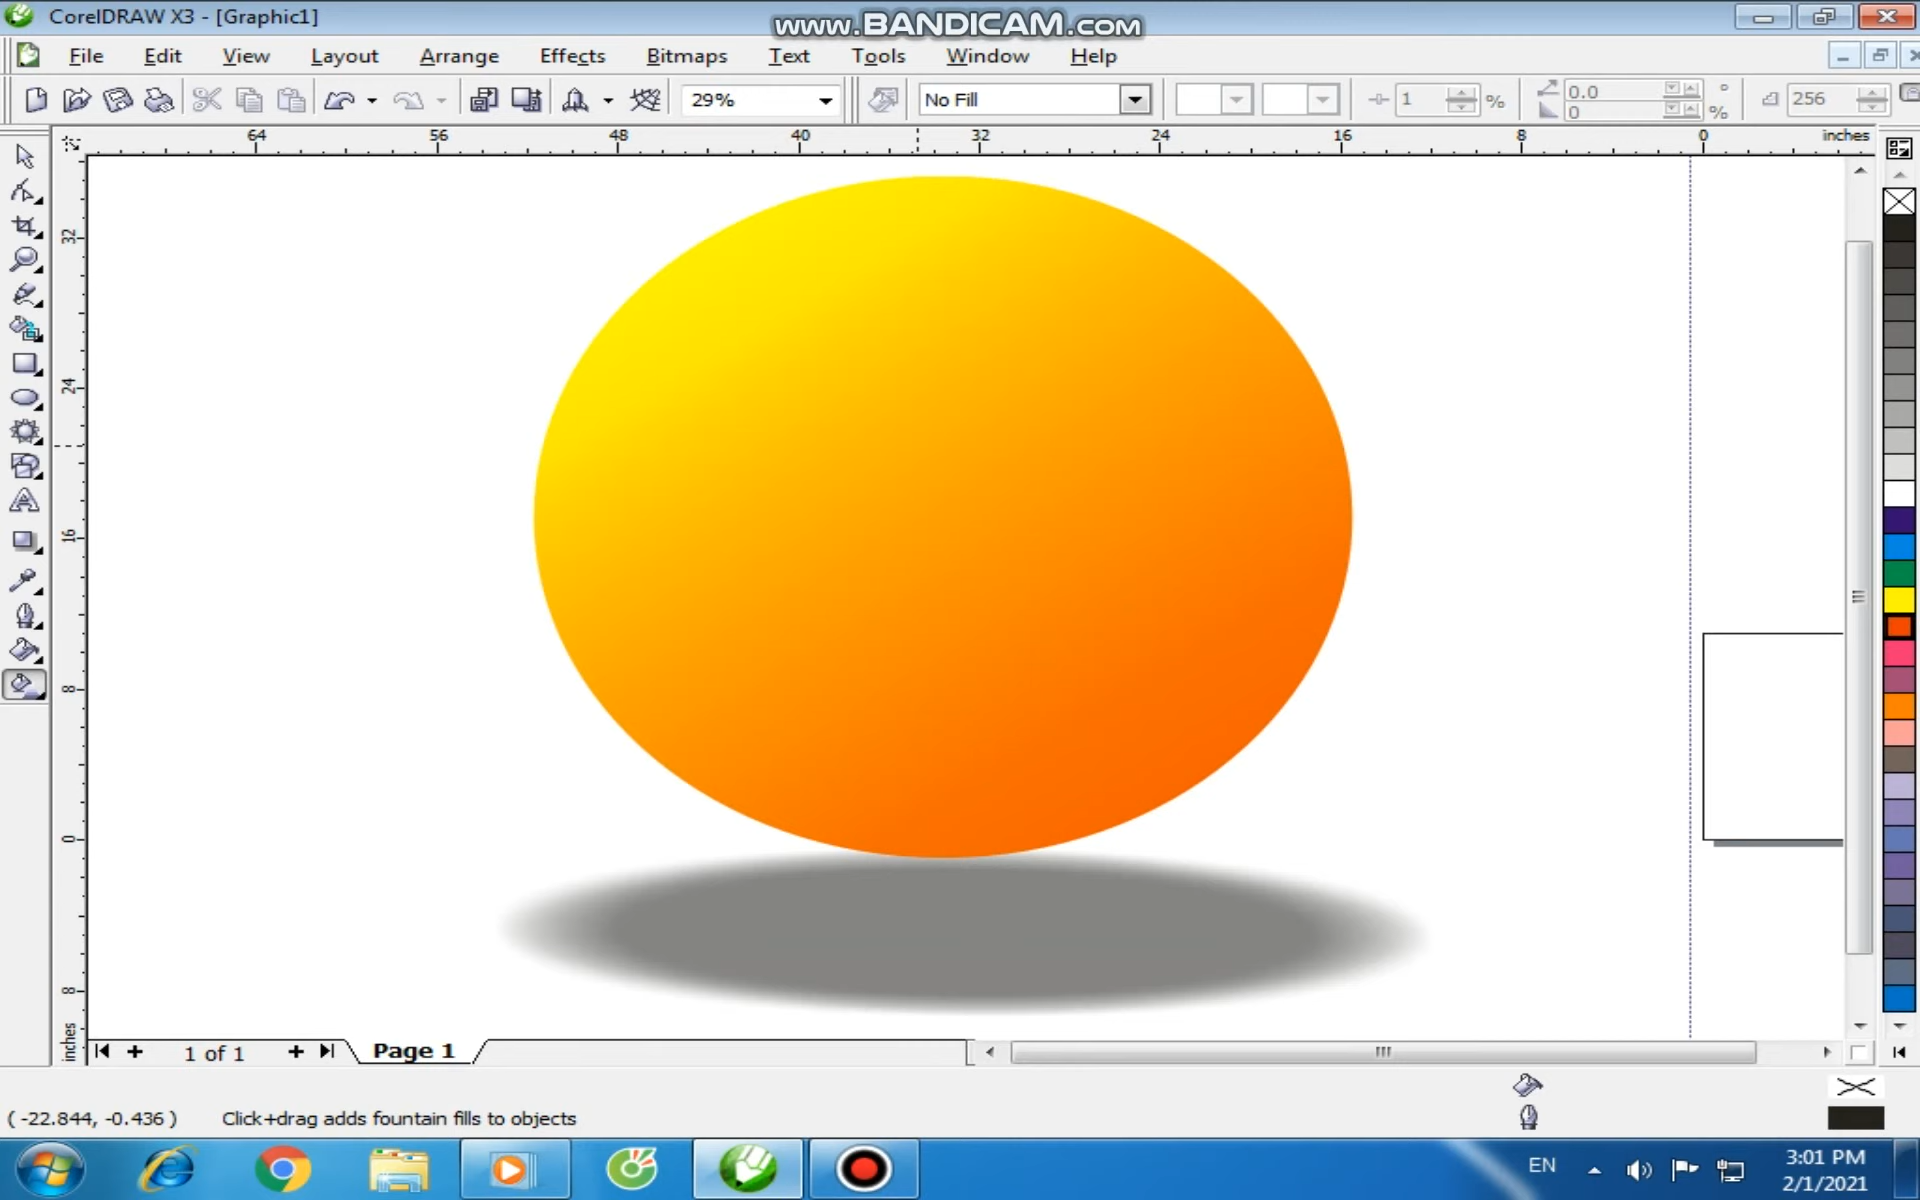 CorelDRAW X3 - [Graphic1]
www.BANDICAM.com
File Edit View Layout Arrange Effects Bitmaps Text Tools Window Help
29% No Fill 1 % 0.0 ° 0 % 256
64 56 48 40 32 24 16 8 0 inches
32
24
16
8
0
8
inches
1 of 1 Page 1
( -22.844, -0.436 ) Click+drag adds fountain fills to objects
EN 3:01 PM
2/1/2021